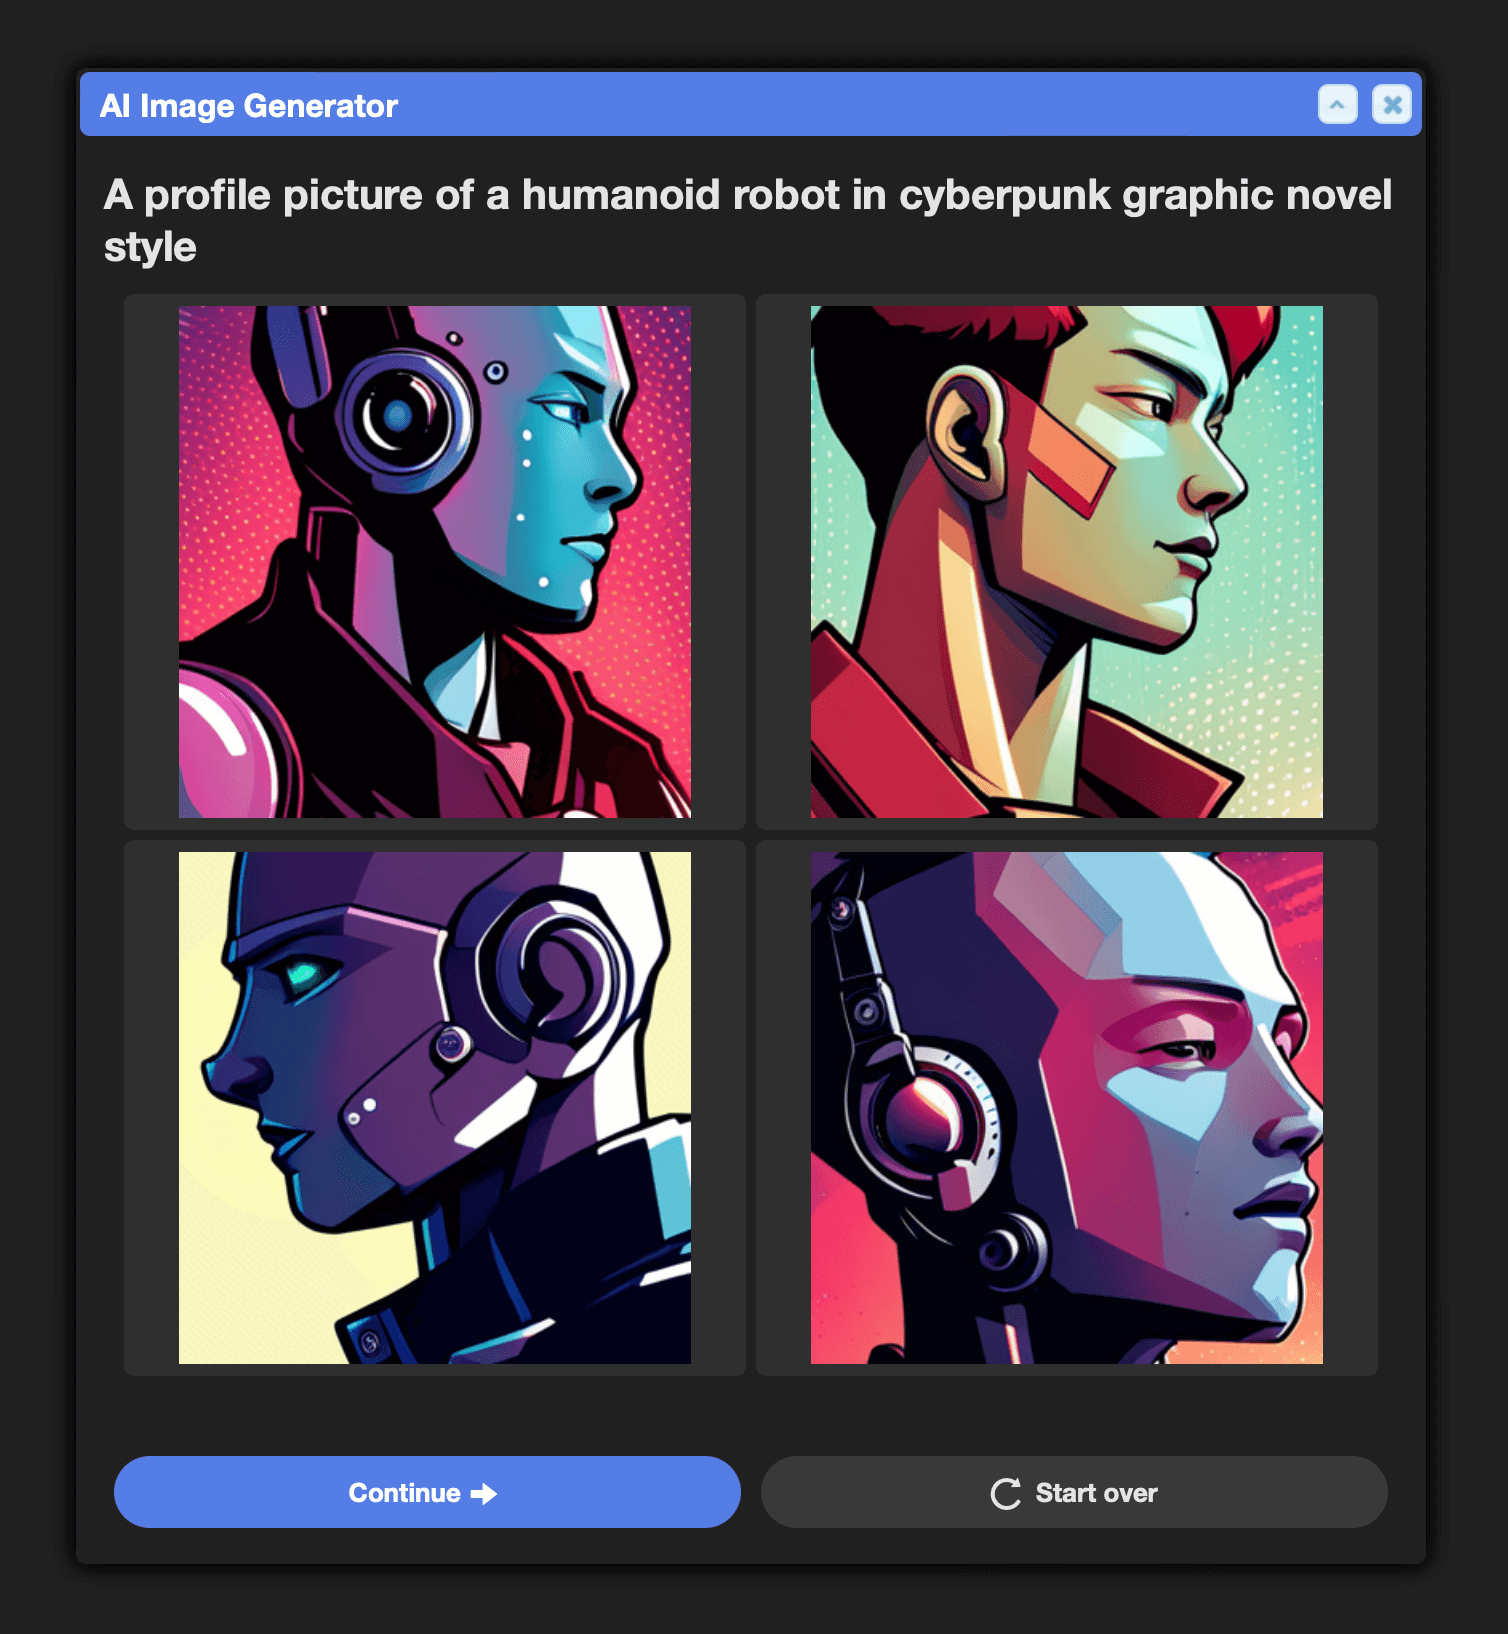 AI Image Generator
A profile picture of a humanoid robot in cyberpunk graphic novel
style
Continue
Start over